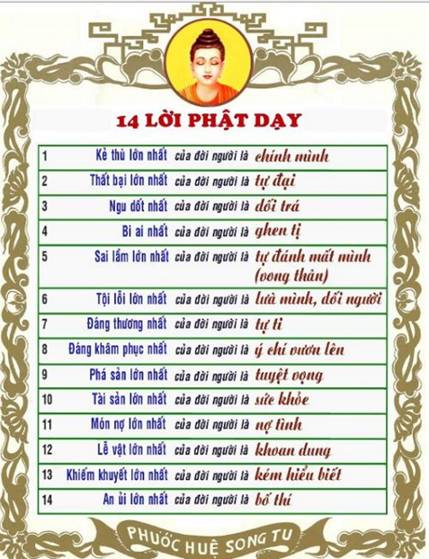 14 LỜI PHẬT DẠY
1 Kẻ thù lớn nhất của đời người là chính mình
2 Thất bại lớn nhất của đời người là tự đại
3 Ngu dốt nhất của đời người là dối trá
4 Bi ai nhất của đời người là ghen tị
5 Sai lầm lớn nhất của đời người là tự đánh mất mình
(vong thân)
6 Tội lỗi lớn nhất của đời người là lừa mình, dối người
7 Đáng thương nhất của đời người là tự ti
8 Đáng khâm phục nhất của đời người là ý chí vươn lên
9 Phá sản lớn nhất của đời người là tuyệt vọng
10 Tài sản lớn nhất của đời người là sức khỏe
11 Món nợ lớn nhất của đời người là nợ tình
12 Lễ vật lớn nhất của đời người là khoan dung
13 Khiếm khuyết lớn nhất của đời người là kém hiểu biết
14 An ủi lớn nhất của đời người là bố thí
PHƯỚC HUỆ SONG TU